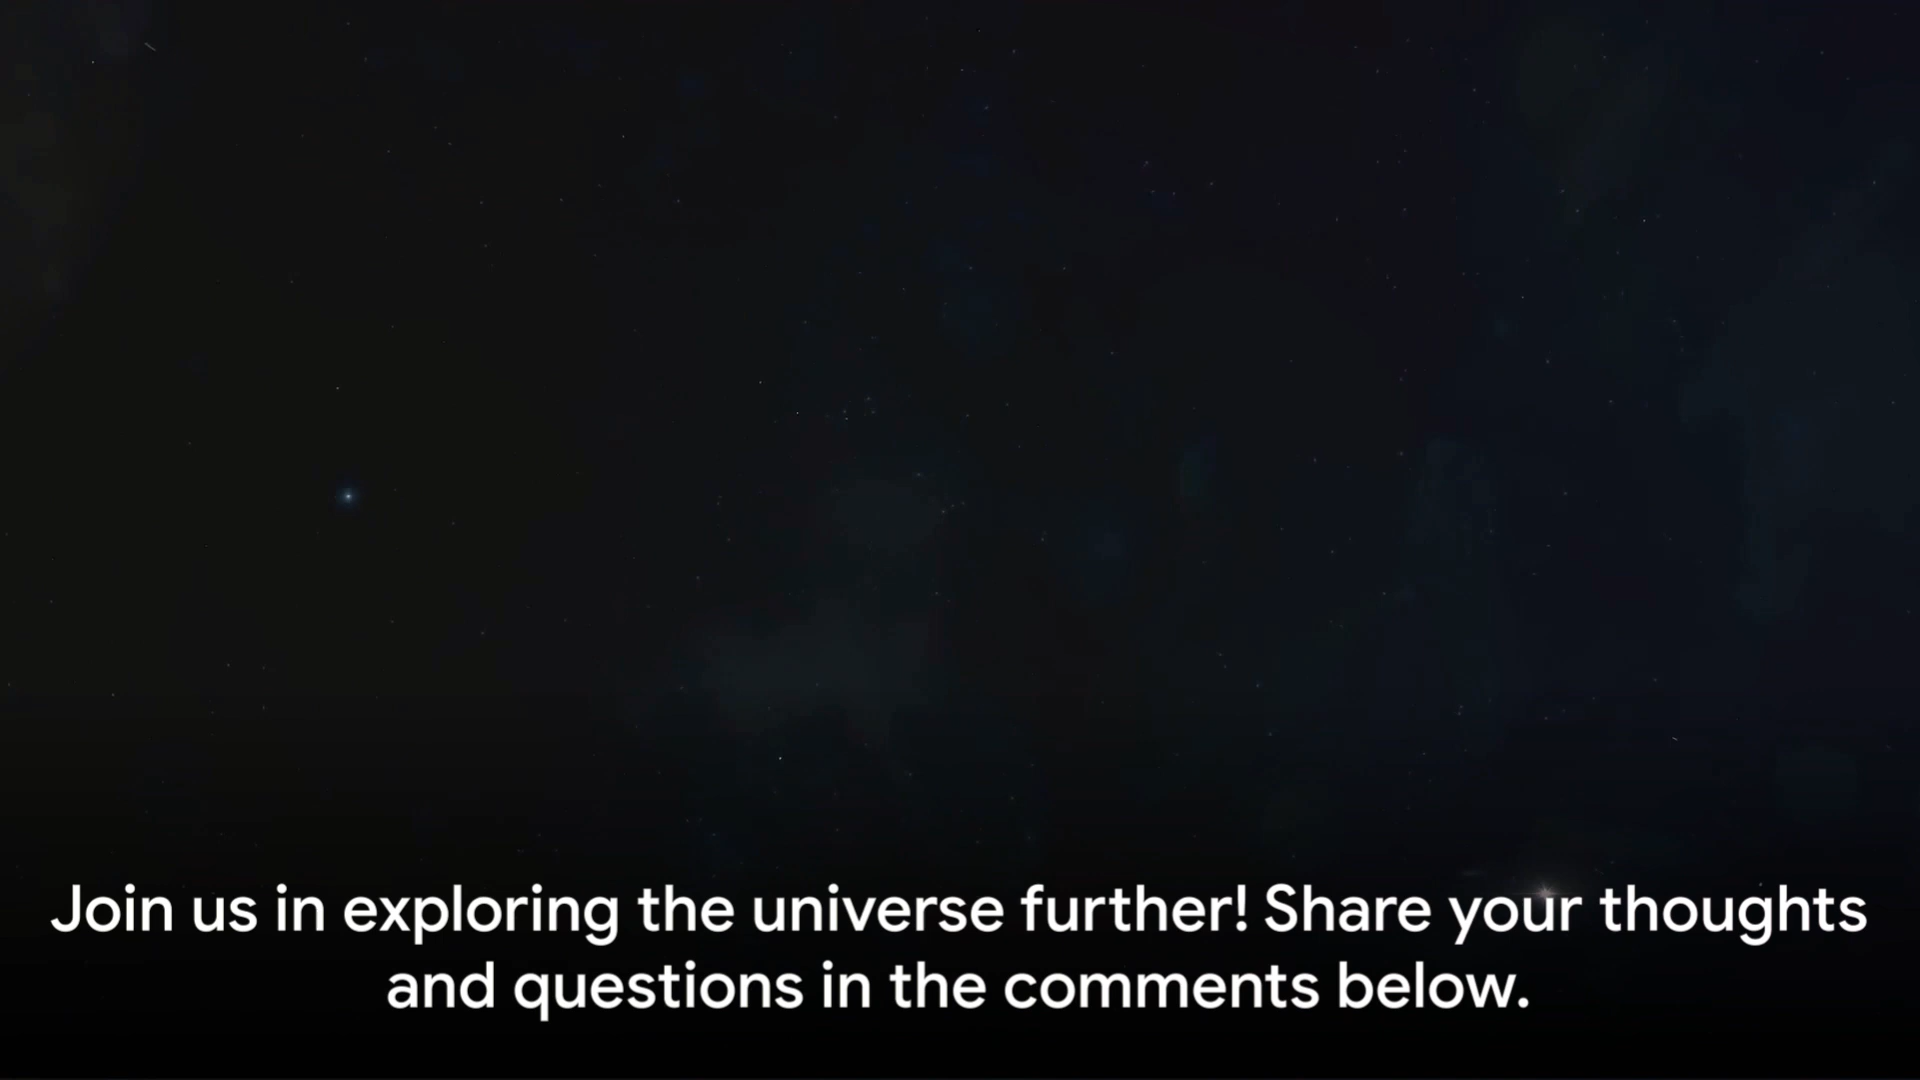 Join us in exploring the universe further! Share your thoughts
and questions in the comments below.